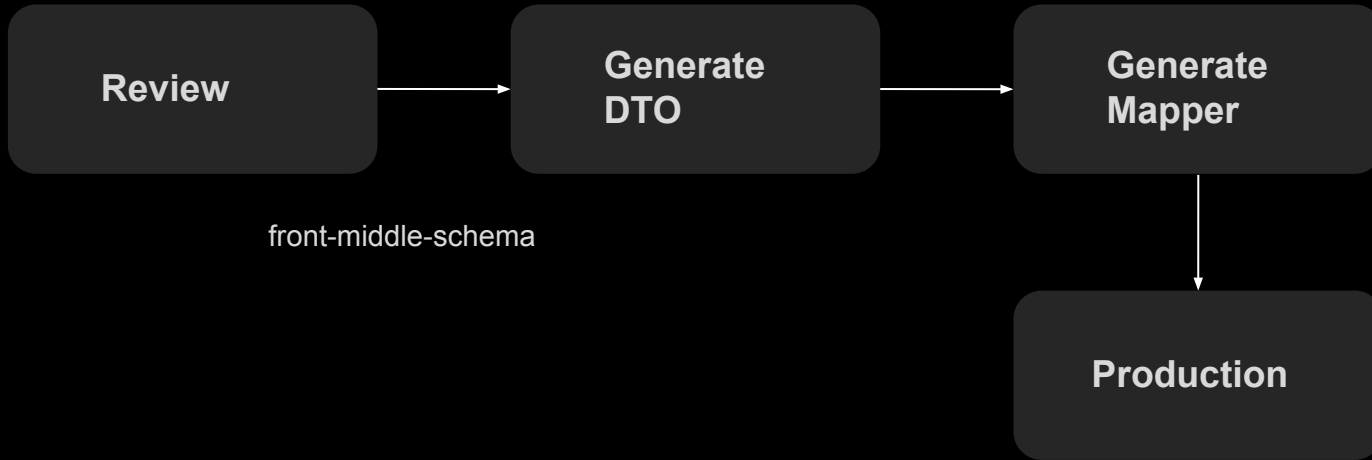 Review
Generate
DTO
Generate
Mapper
front-middle-schema
Production